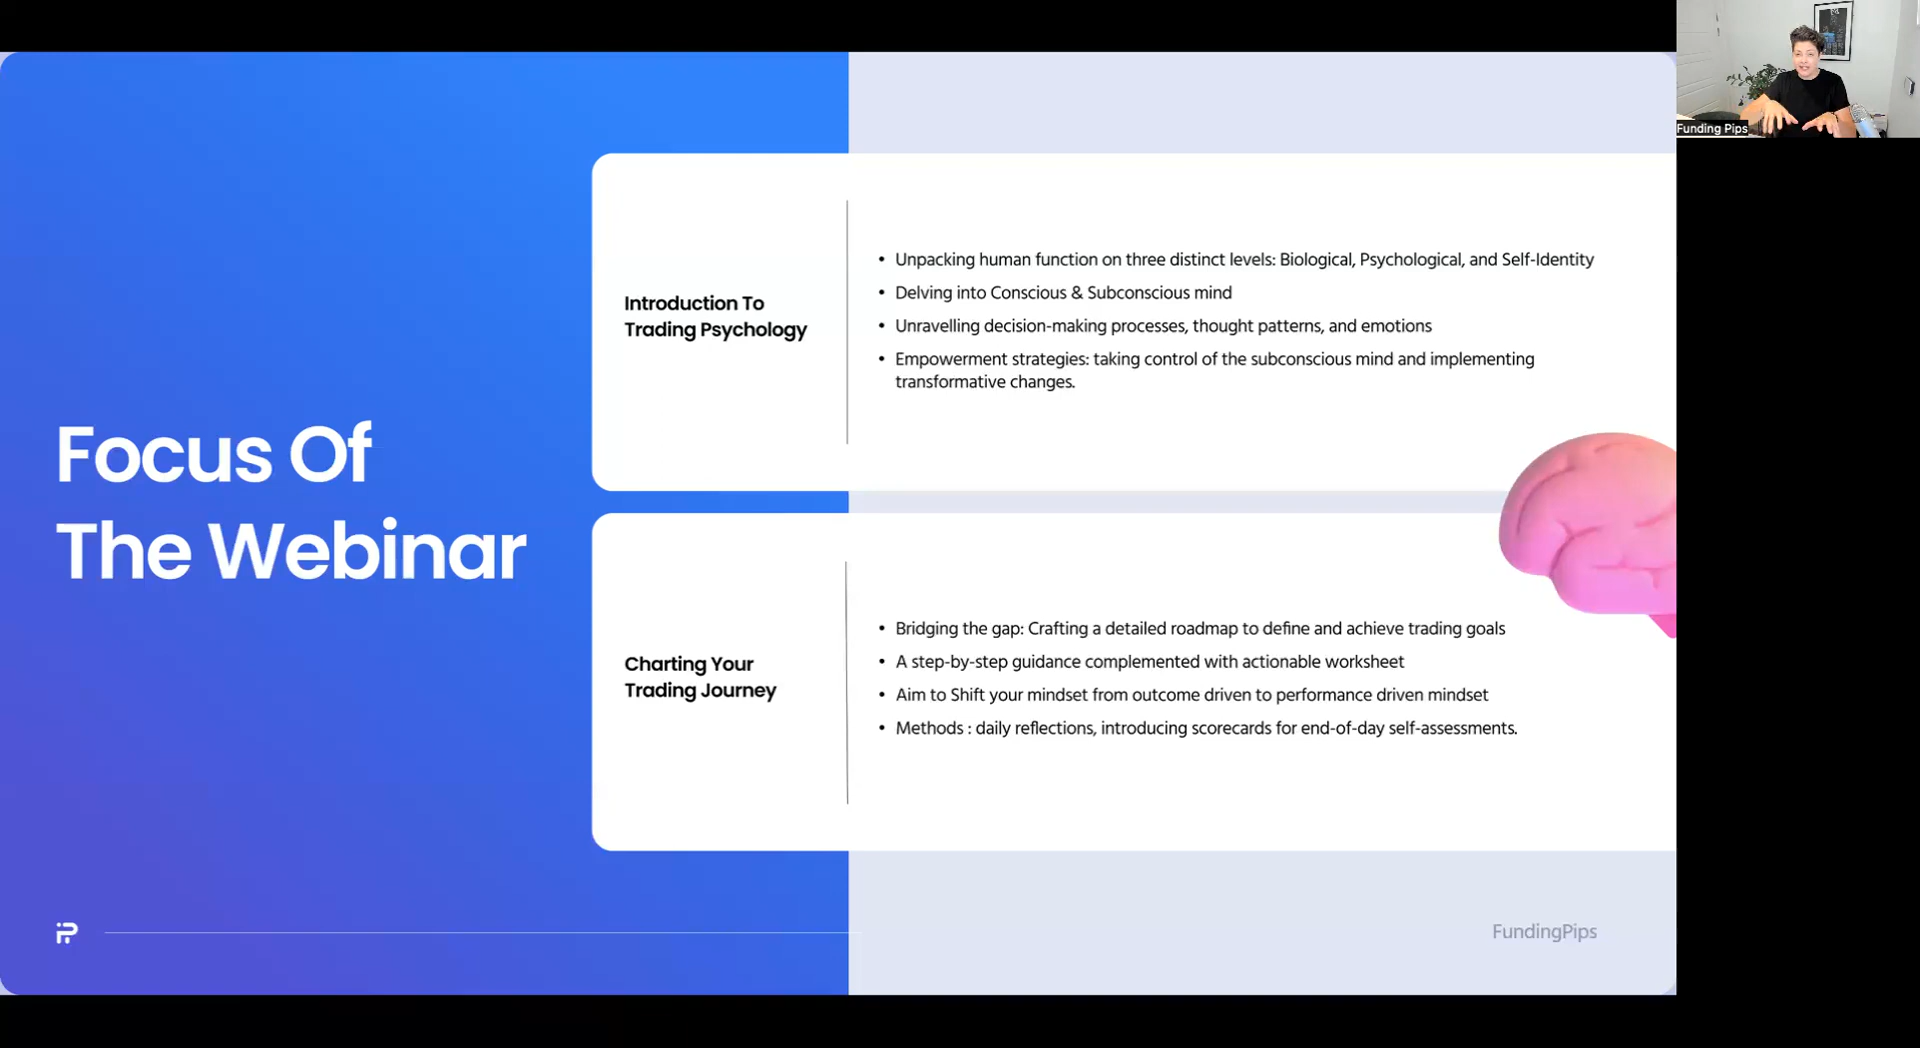 Funding Pips
Focus Of
The Webinar
Introduction To
Trading Psychology
• Unpacking human function on three distinct levels: Biological, Psychological, and Self-Identity
• Delving into Conscious & Subconscious mind
• Unravelling decision-making processes, thought patterns, and emotions
• Empowerment strategies: taking control of the subconscious mind and implementing
transformative changes.
Charting Your
Trading Journey
• Bridging the gap: Crafting a detailed roadmap to define and achieve trading goals
• A step-by-step guidance complemented with actionable worksheet
• Aim to Shift your mindset from outcome driven to performance driven mindset
• Methods : daily reflections, introducing scorecards for end-of-day self-assessments.
FundingPips